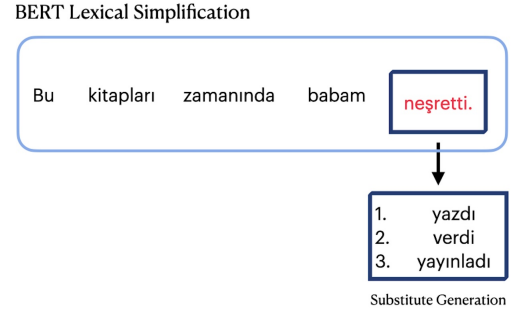 BERT Lexical Simplification
Bu kitapları zamanında babam neşretti.
1. yazdı
2. verdi
3. yayınladı
Substitute Generation